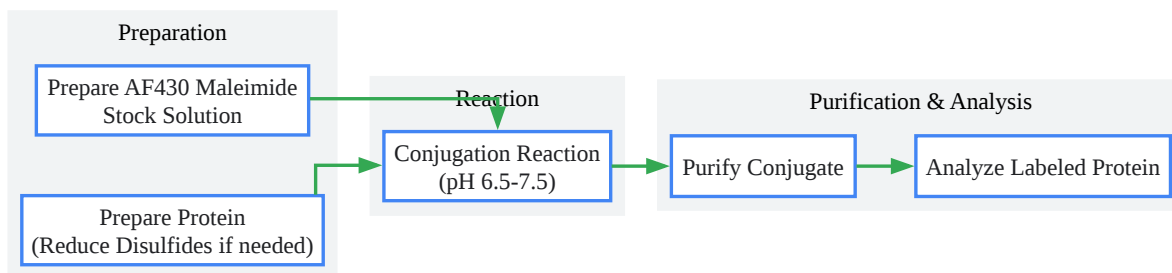 Preparation
Prepare AF430 Maleimide
Stock Solution
Prepare Protein
(Reduce Disulfides if needed)
Reaction
Conjugation Reaction
(pH 6.5-7.5)
Purification & Analysis
Purify Conjugate
Analyze Labeled Protein